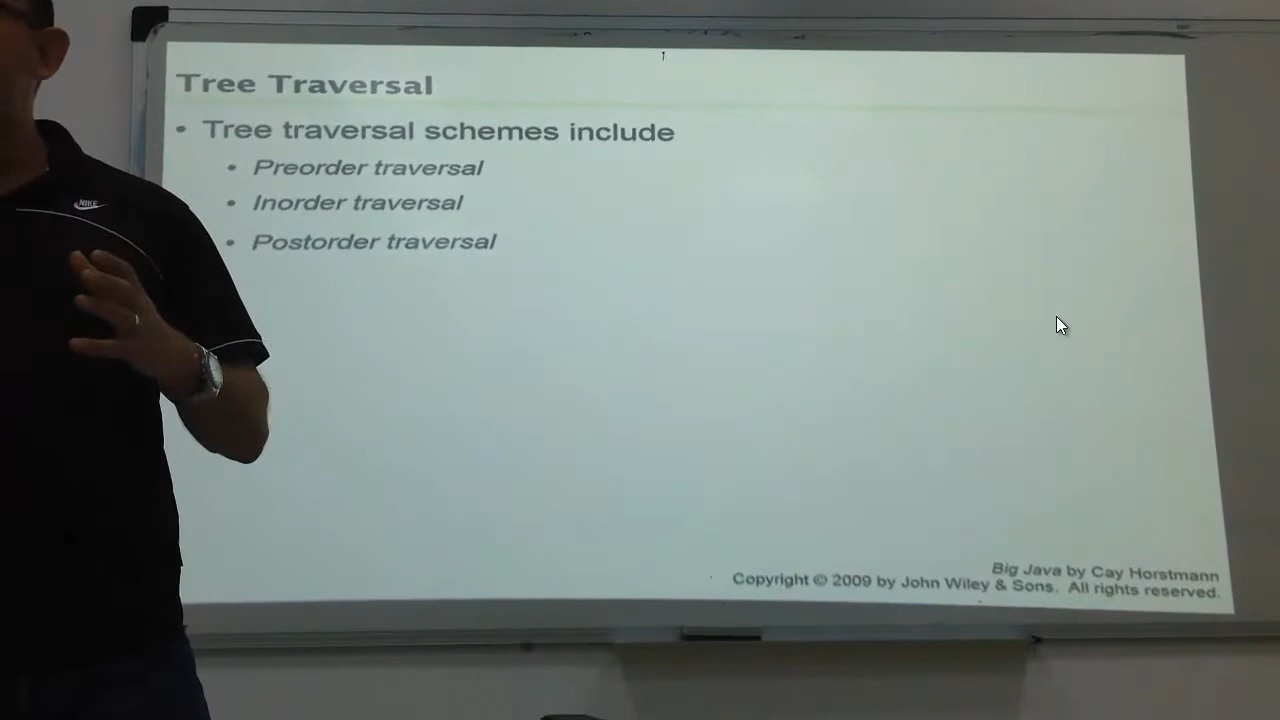 Tree Traversal
• Tree traversal schemes include
• Preorder traversal
• Inorder traversal
• Postorder traversal
NIKE
Big Java by Cay Horstmann
Copyright © 2009 by John Wiley & Sons. All rights reserved.